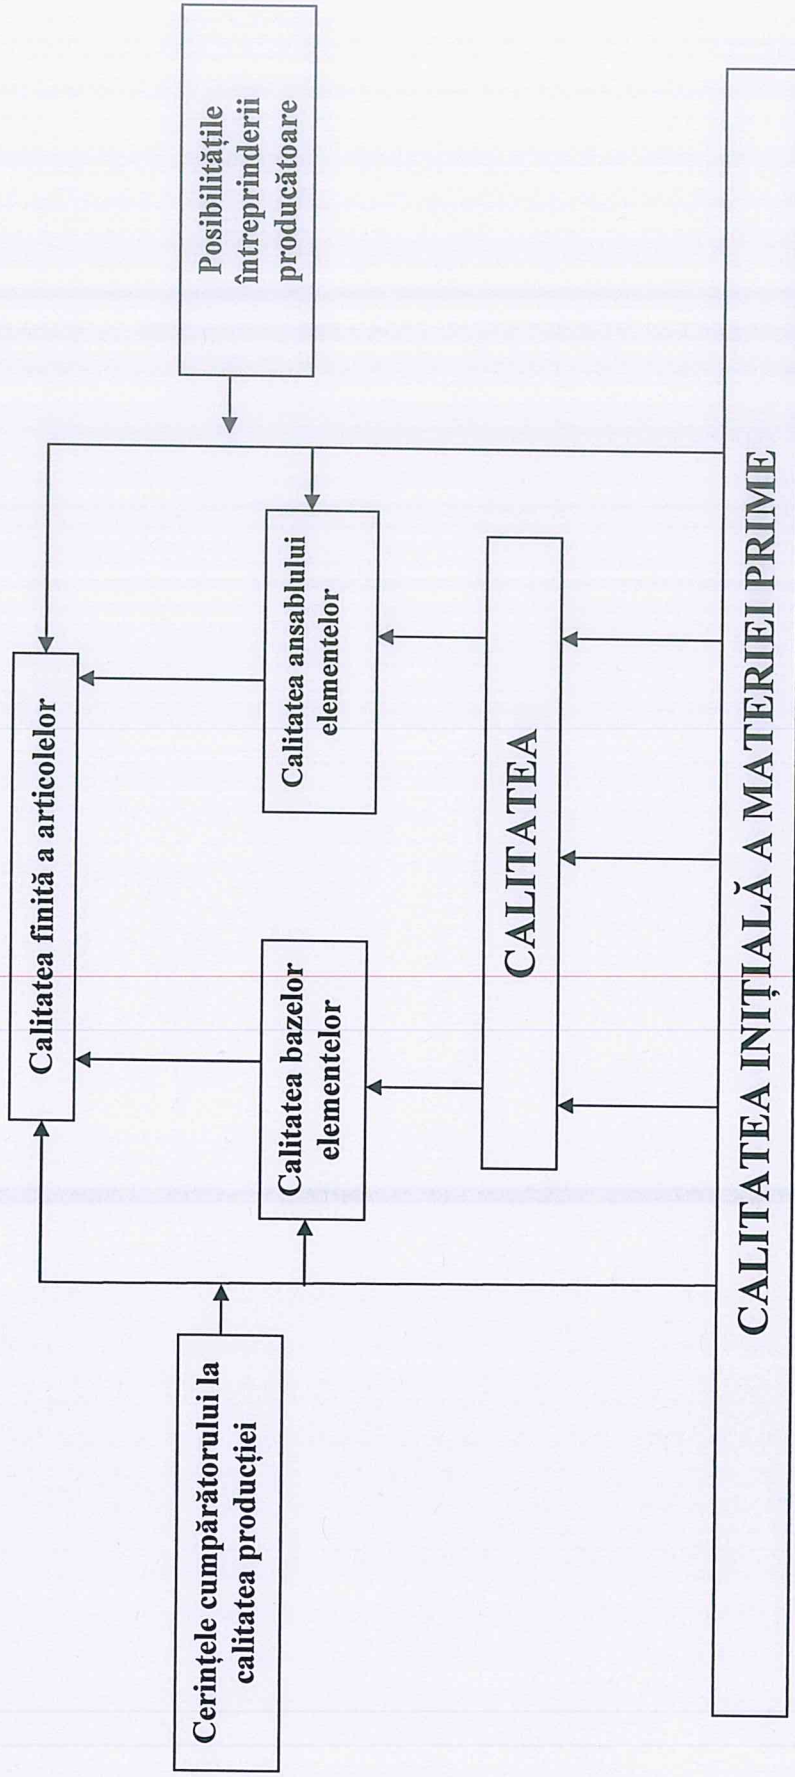 Calitatea finită a articolelor
Cerințele cumpărătorului la
calitatea producției
Calitatea bazelor
elementelor
Calitatea ansablului
elementelor
Posibilitățile
întreprinderii
producătoare
CALITATEA
CALITATEA INIȚIALĂ A MATERIEI PRIME